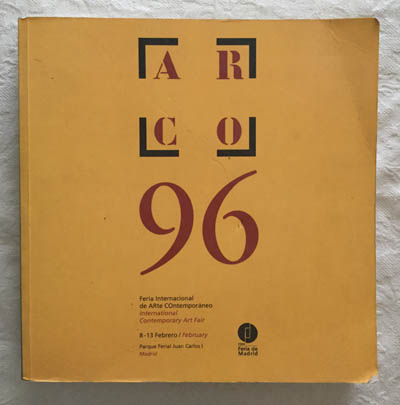 AR
CO
96
Feria Internacional
de ARte COntemporáneo
International
Contemporary Art Fair
8-13 Febrero / February
Parque Ferial Juan Carlos I
Madrid
Feria de
Madrid